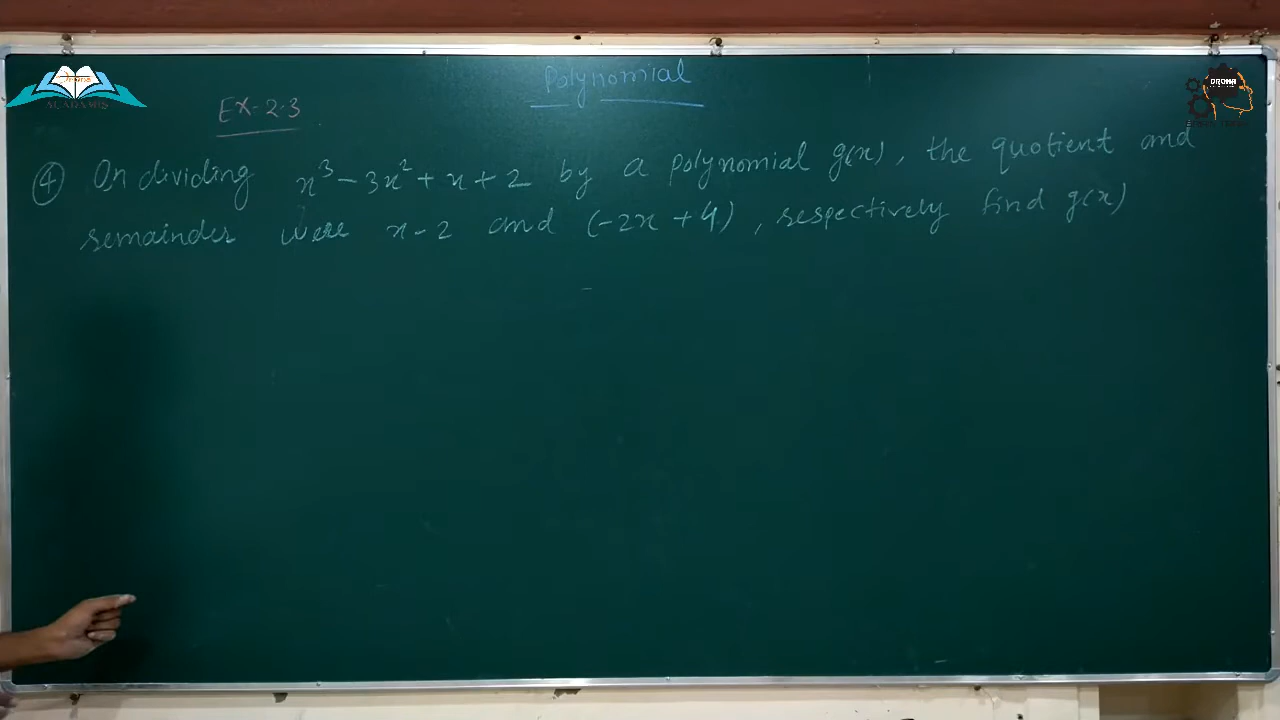 Polynomial
EX-2.3
④ On dividing x³ - 3x² + x + 2 by a polynomial g(x), the quotient and
remainder were x - 2 and (-2x + 4), respectively find g(x)
DRONA